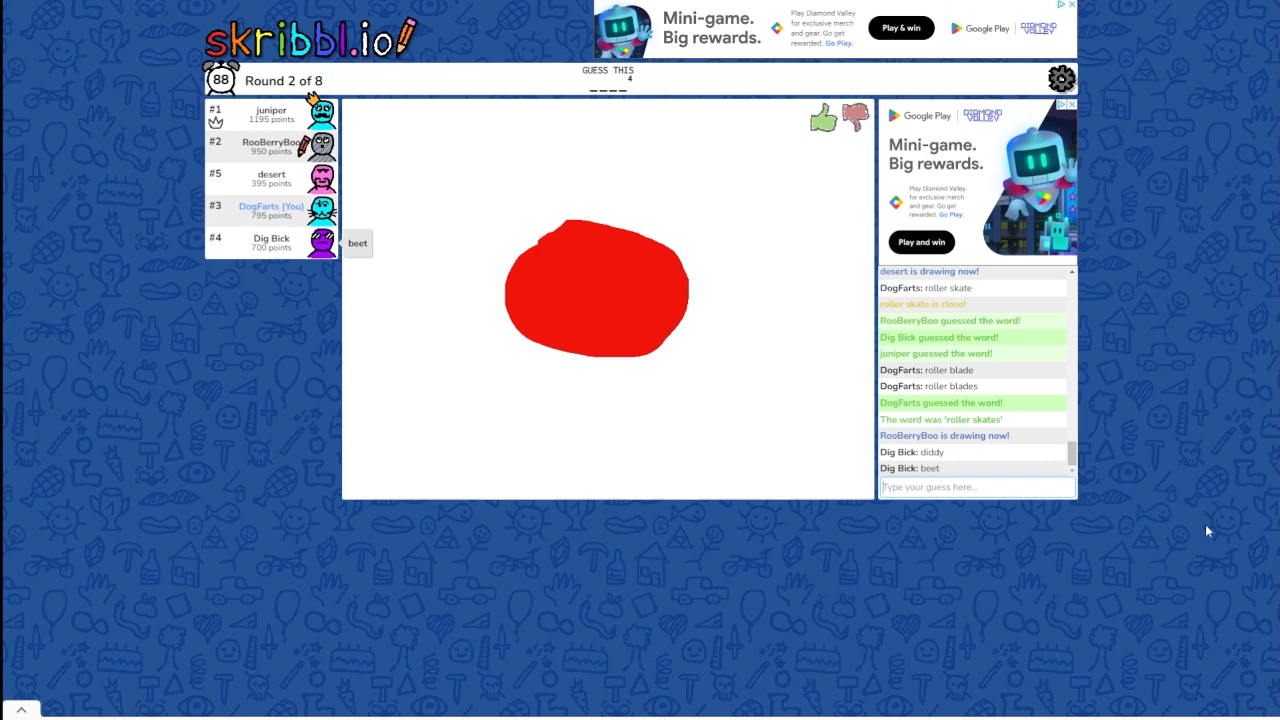 skribbl.io
Mini-game.
Big rewards.
Play Diamond Valley
for exclusive merch
and gear. Go get
rewarded. Go Play.
Play & win
Google Play
DIAMOND
VALLEY
88
Round 2 of 8
GUESS THIS
4
____
#1
juniper
1195 points
#2
RooBerryBoo
950 points
#5
desert
395 points
#3
DogFarts (You)
795 points
#4
Dig Bick
700 points
beet
Google Play
DIAMOND
VALLEY
Mini-game.
Big rewards.
Play Diamond Valley
for exclusive merch
and gear. Go get
rewarded. Go Play.
Play and win
desert is drawing now!
DogFarts: roller skate
roller skate is close!
RooBerryBoo guessed the word!
Dig Bick guessed the word!
juniper guessed the word!
DogFarts: roller blade
DogFarts: roller blades
DogFarts guessed the word!
The word was 'roller skates'
RooBerryBoo is drawing now!
Dig Bick: diddy
Dig Bick: beet
Type your guess here...